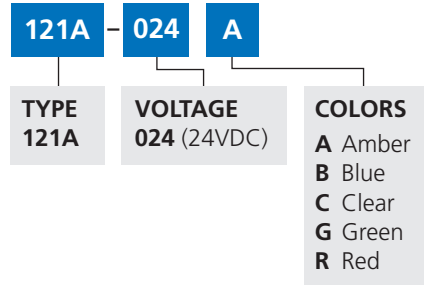 121A – 024 A
TYPE
121A
VOLTAGE
024 (24VDC)
COLORS
A Amber
B Blue
C Clear
G Green
R Red